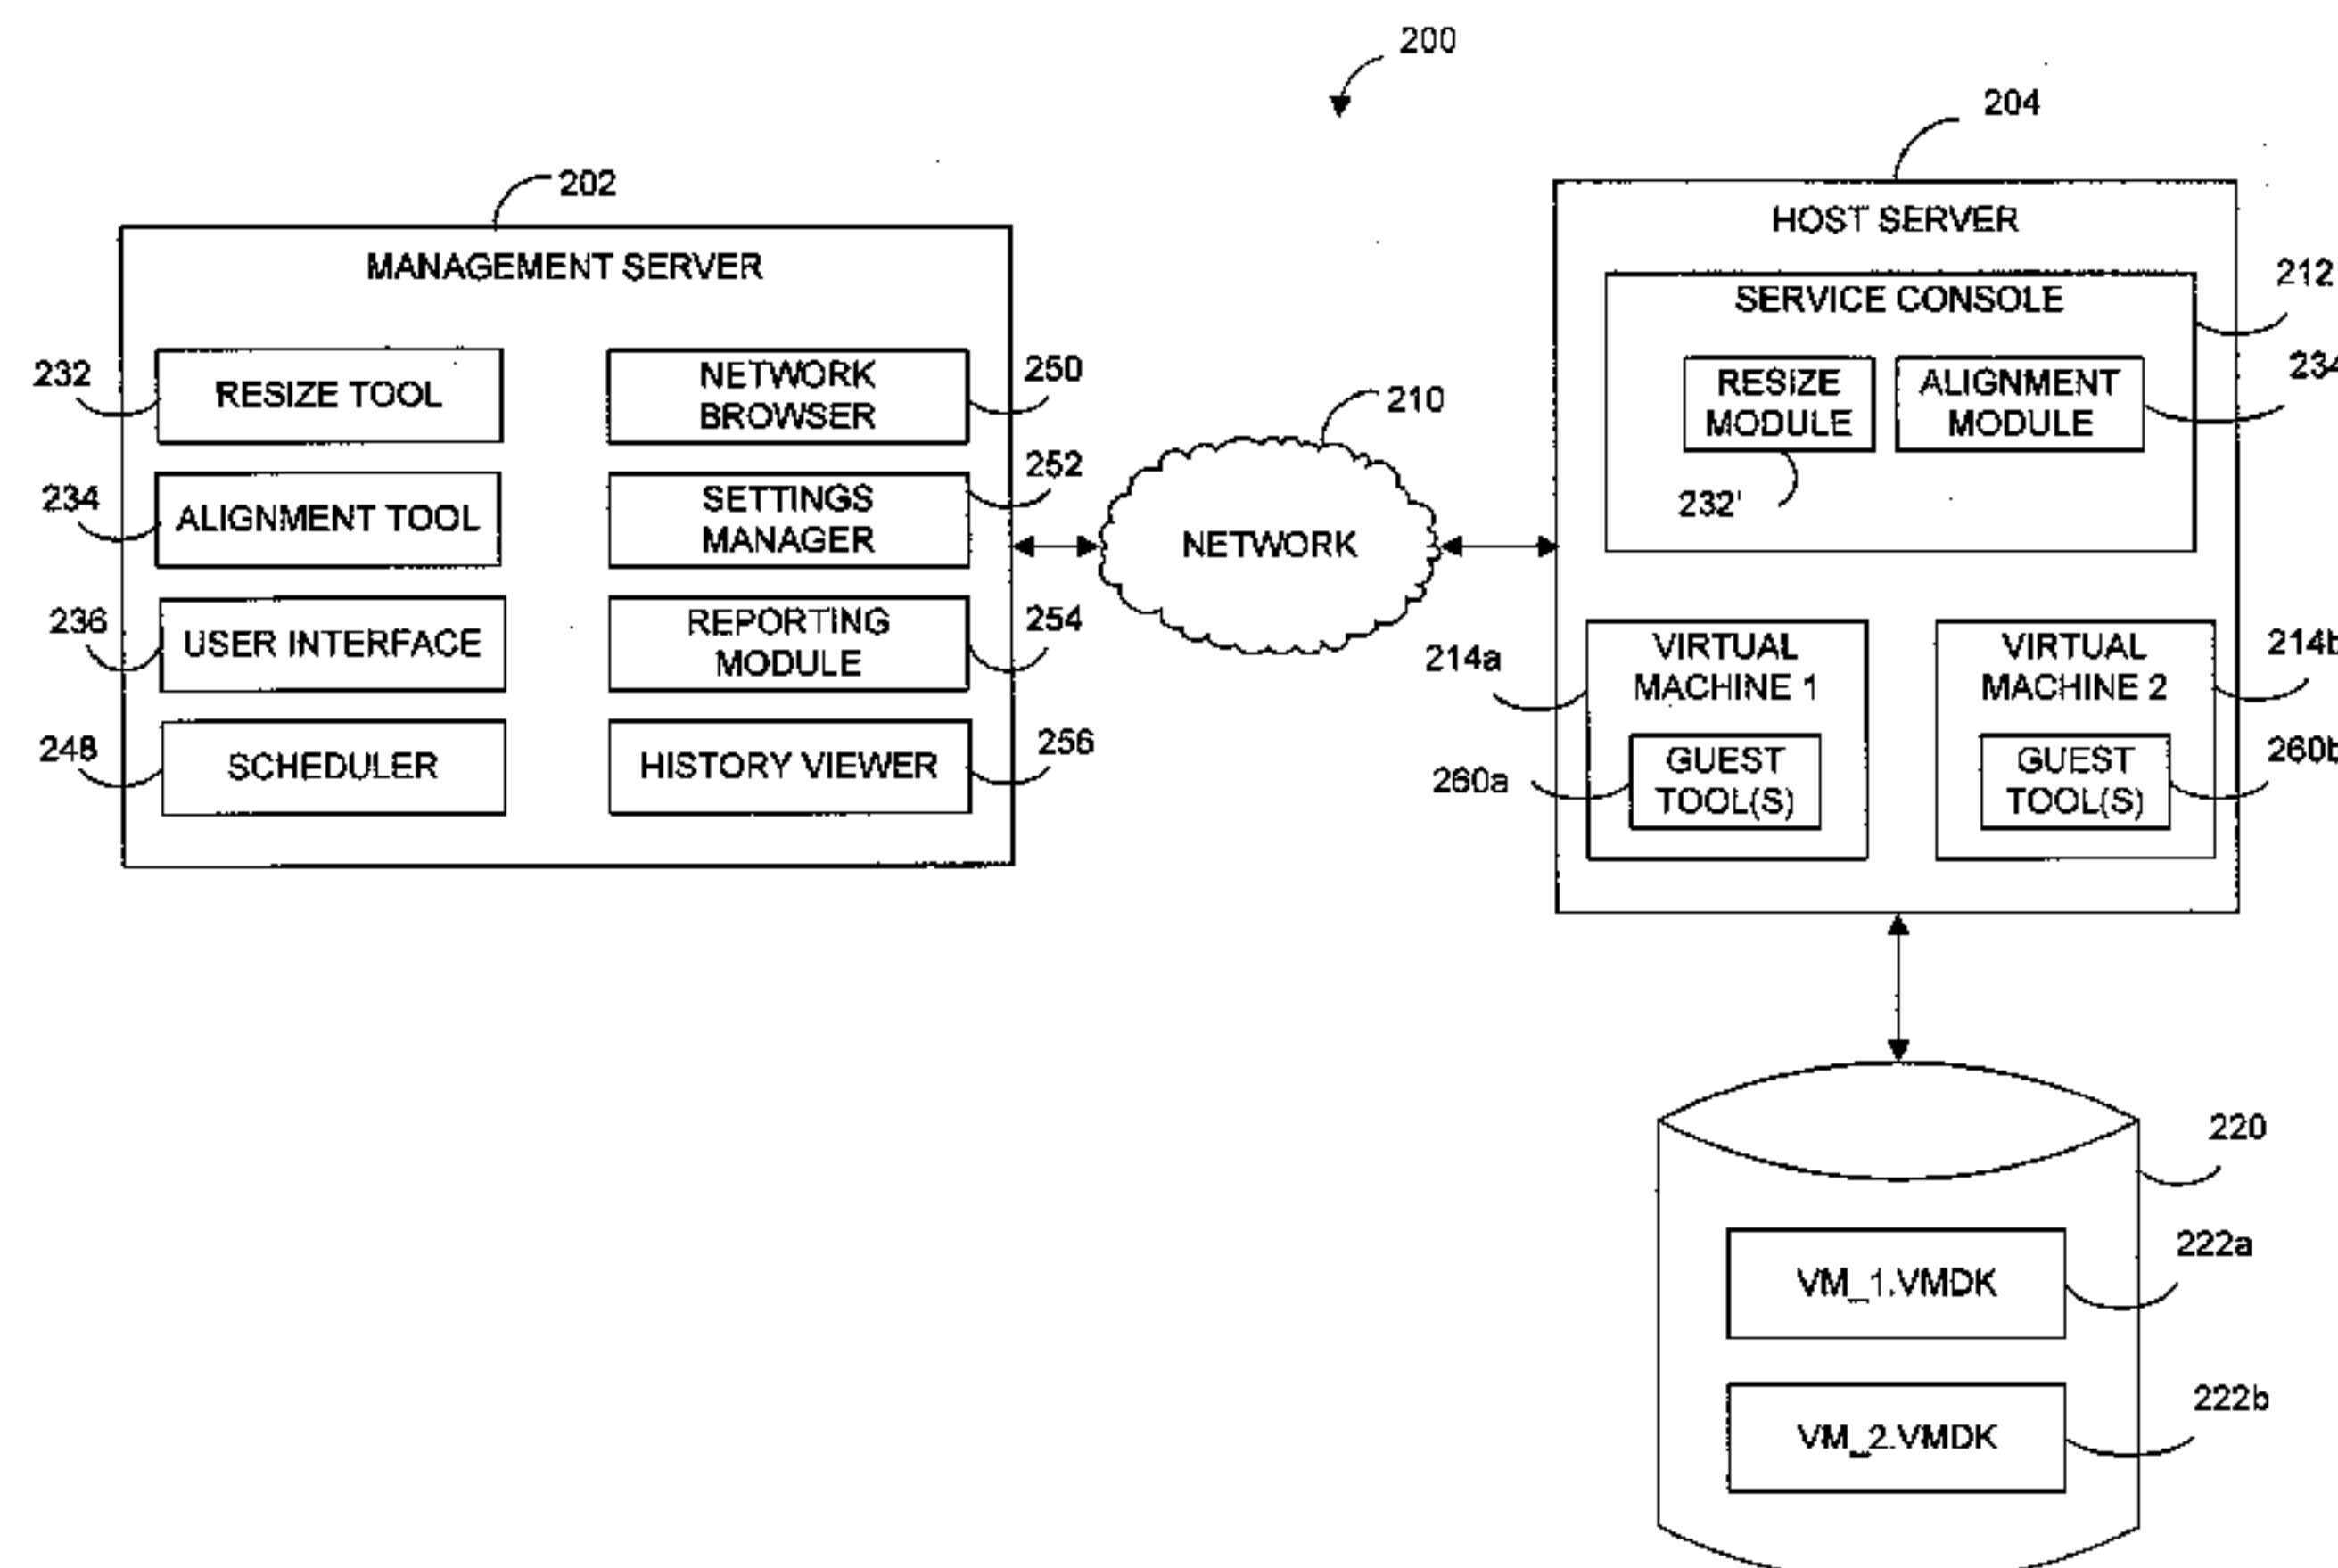 200
202
MANAGEMENT SERVER
232
RESIZE TOOL
NETWORK
BROWSER
250
234
ALIGNMENT TOOL
SETTINGS
MANAGER
252
236
USER INTERFACE
REPORTING
MODULE
254
248
SCHEDULER
HISTORY VIEWER
256
210
NETWORK
204
HOST SERVER
SERVICE CONSOLE
212
RESIZE
MODULE
ALIGNMENT
MODULE
234
232'
214a
VIRTUAL
MACHINE 1
VIRTUAL
MACHINE 2
214b
260a
GUEST
TOOL(S)
GUEST
TOOL(S)
260b
220
VM_1.VMDK
222a
VM_2.VMDK
222b